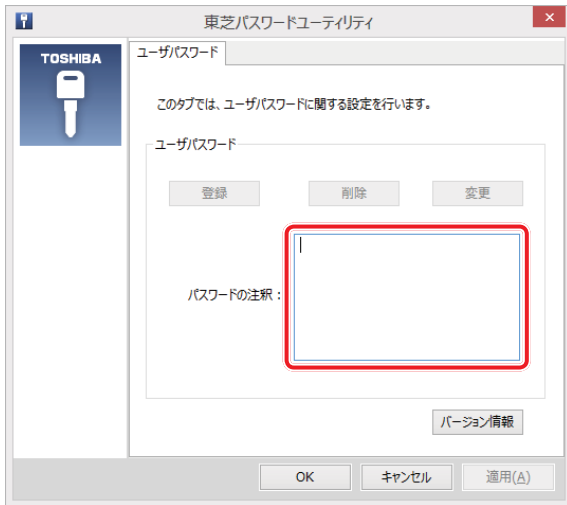 東芝パスワードユーティリティ
TOSHIBA
ユーザパスワード
このタブでは、ユーザパスワードに関する設定を行います。
ユーザパスワード
登録
削除
変更
パスワードの注釈：
バージョン情報
OK
キャンセル
適用(A)